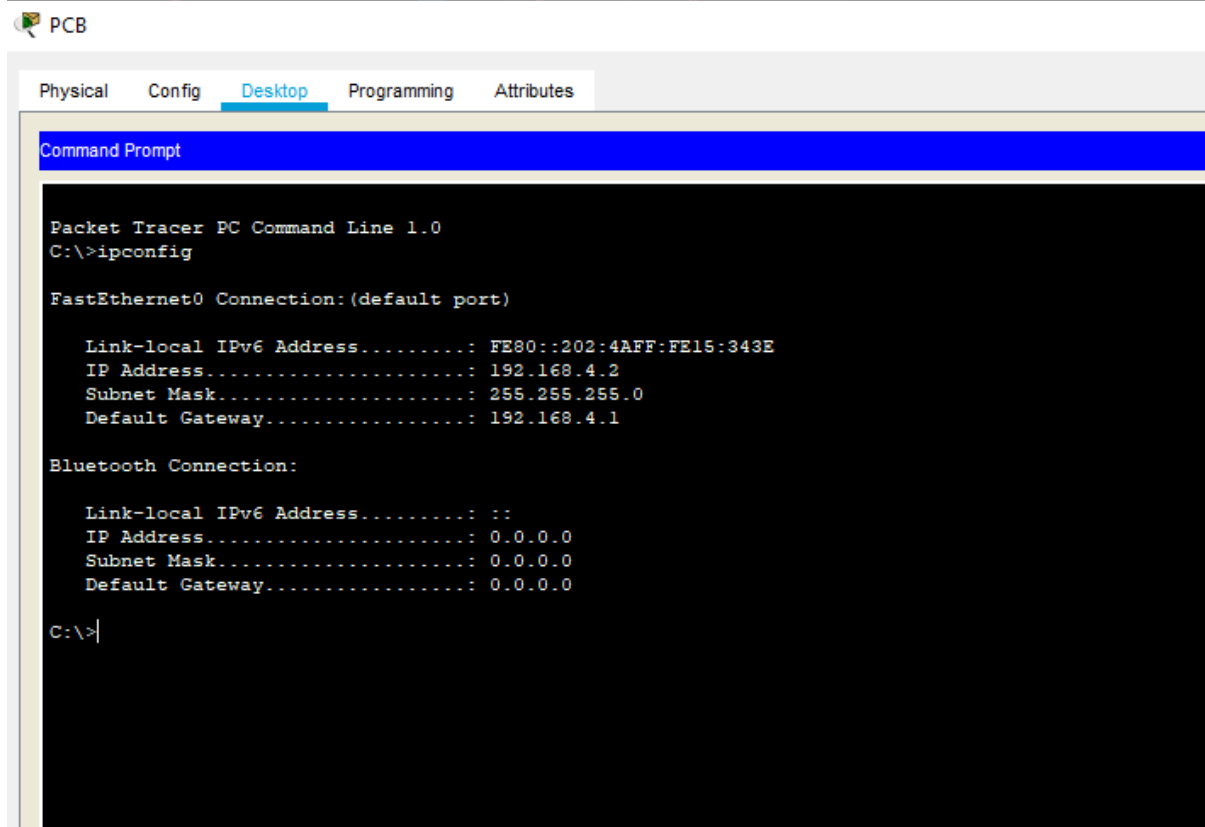 PCB
Physical Config Desktop Programming Attributes
Command Prompt
Packet Tracer PC Command Line 1.0
C:\>ipconfig
FastEthernet0 Connection:(default port)
Link-local IPv6 Address.........: FE80::202:4AFF:FE15:343E
IP Address......................: 192.168.4.2
Subnet Mask.....................: 255.255.255.0
Default Gateway.................: 192.168.4.1
Bluetooth Connection:
Link-local IPv6 Address.........: ::
IP Address......................: 0.0.0.0
Subnet Mask.....................: 0.0.0.0
Default Gateway.................: 0.0.0.0
C:\>